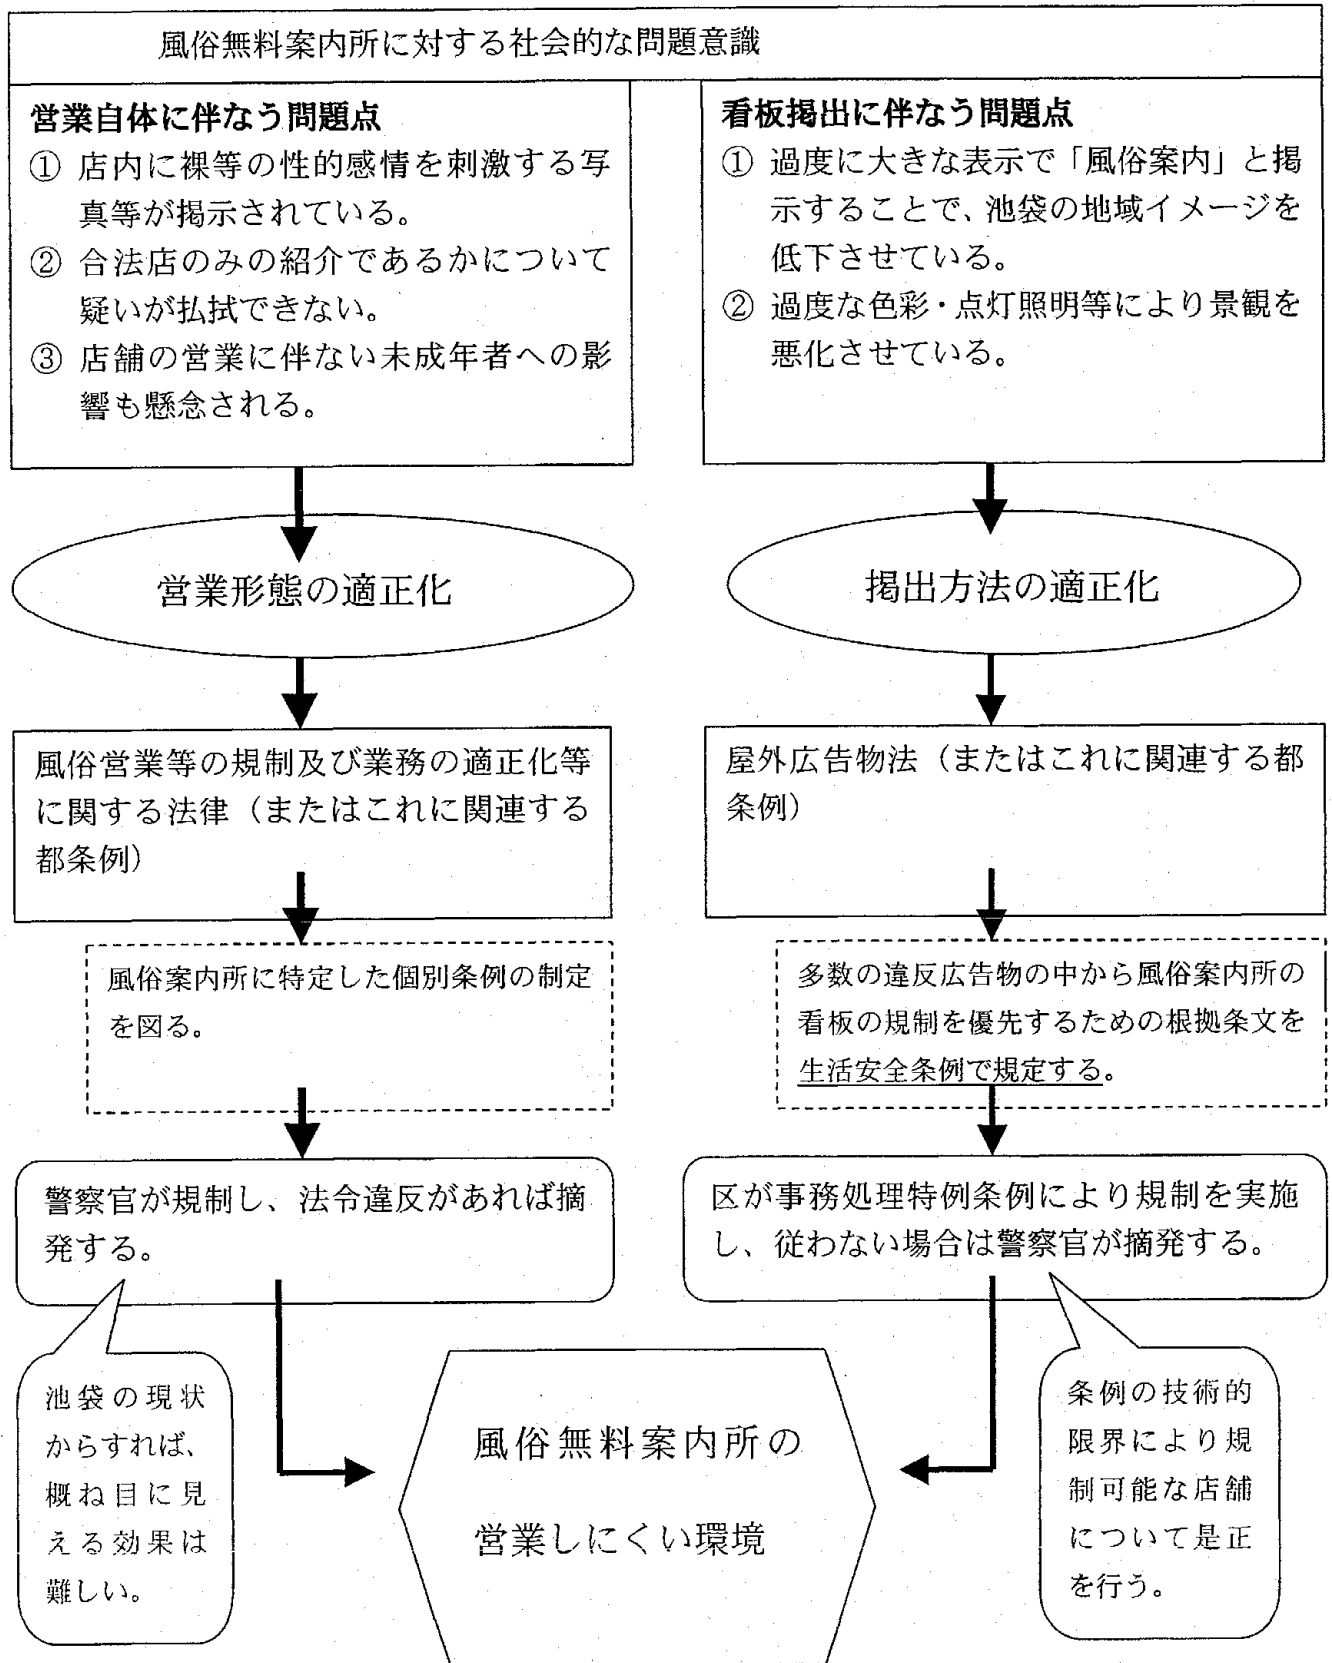 風俗無料案内所に対する社会的な問題意識
営業自体に伴なう問題点
① 店内に裸等の性的感情を刺激する写
真等が掲示されている。
② 合法店のみの紹介であるかについて
疑いが払拭できない。
③ 店舗の営業に伴ない未成年者への影
響も懸念される。
看板掲出に伴なう問題点
① 過度に大きな表示で「風俗案内」と掲
示することで、池袋の地域イメージを
低下させている。
② 過度な色彩・点灯照明等により景観を
悪化させている。
営業形態の適正化
掲出方法の適正化
風俗営業等の規制及び業務の適正化等
に関する法律（またはこれに関連する
都条例）
屋外広告物法（またはこれに関連する都
条例）
風俗案内所に特定した個別条例の制定
を図る。
多数の違反広告物の中から風俗案内所の
看板の規制を優先するための根拠条文を
生活安全条例で規定する。
警察官が規制し、法令違反があれば摘
発する。
区が事務処理特例条例により規制を実施
し、従わない場合は警察官が摘発する。
池袋の現状
からすれば、
概ね目に見
える効果は
難しい。
風俗無料案内所の
営業しにくい環境
条例の技術的
限界により規
制可能な店舗
について是正
を行う。